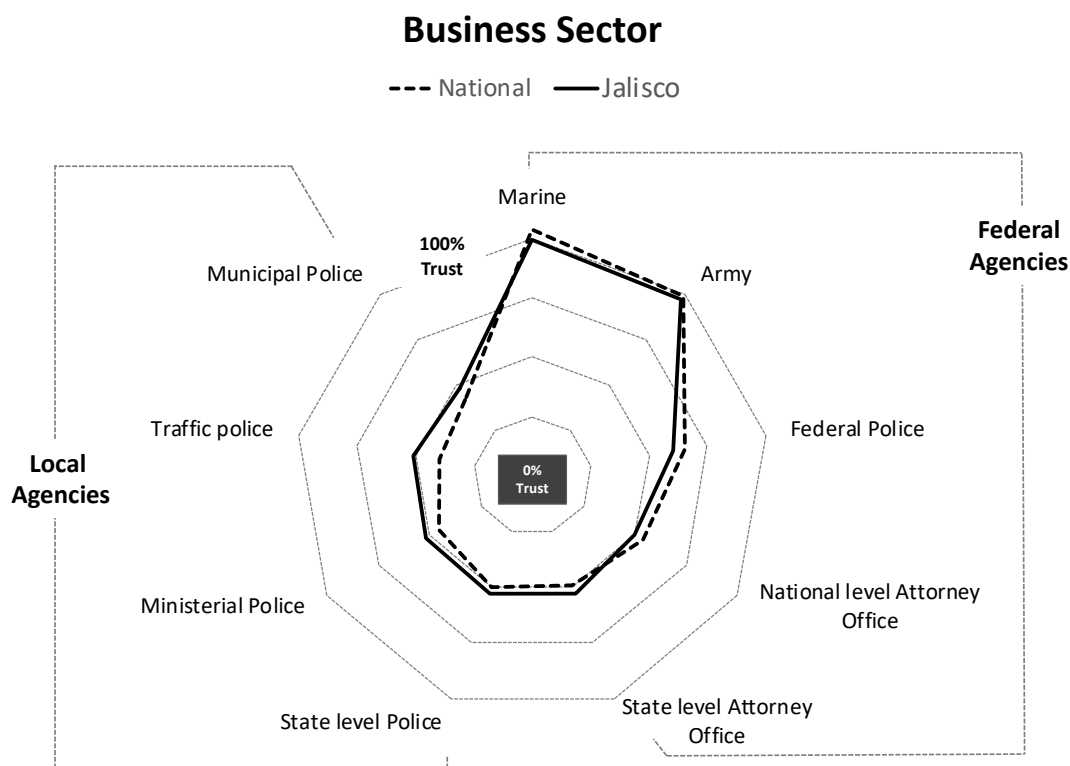 Business Sector
National
Jalisco
Marine
Federal
Agencies
100%
Trust
Municipal Police
Army
Traffic police
Federal Police
Local
Agencies
0%
Trust
Ministerial Police
National level Attorney
Office
State level Police
State level Attorney
Office